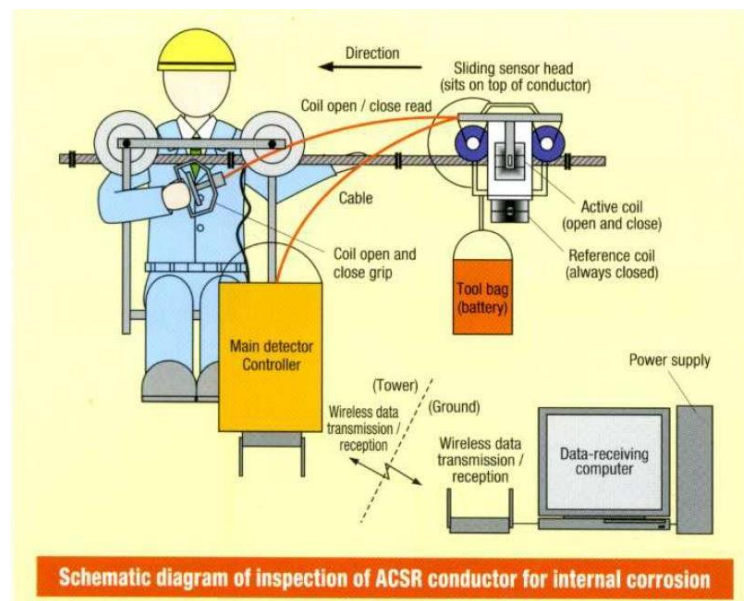 Direction
Sliding sensor head
(sits on top of conductor)
Coil open / close read
Cable
Active coil
(open and close)
Coil open and
close grip
Reference coil
(always closed)
Tool bag
(battery)
Main detector
Controller
Power supply
(Tower)
(Ground)
Wireless data
transmission /
reception
Wireless data
transmission /
reception
Data-receiving
computer
Schematic diagram of inspection of ACSR conductor for internal corrosion